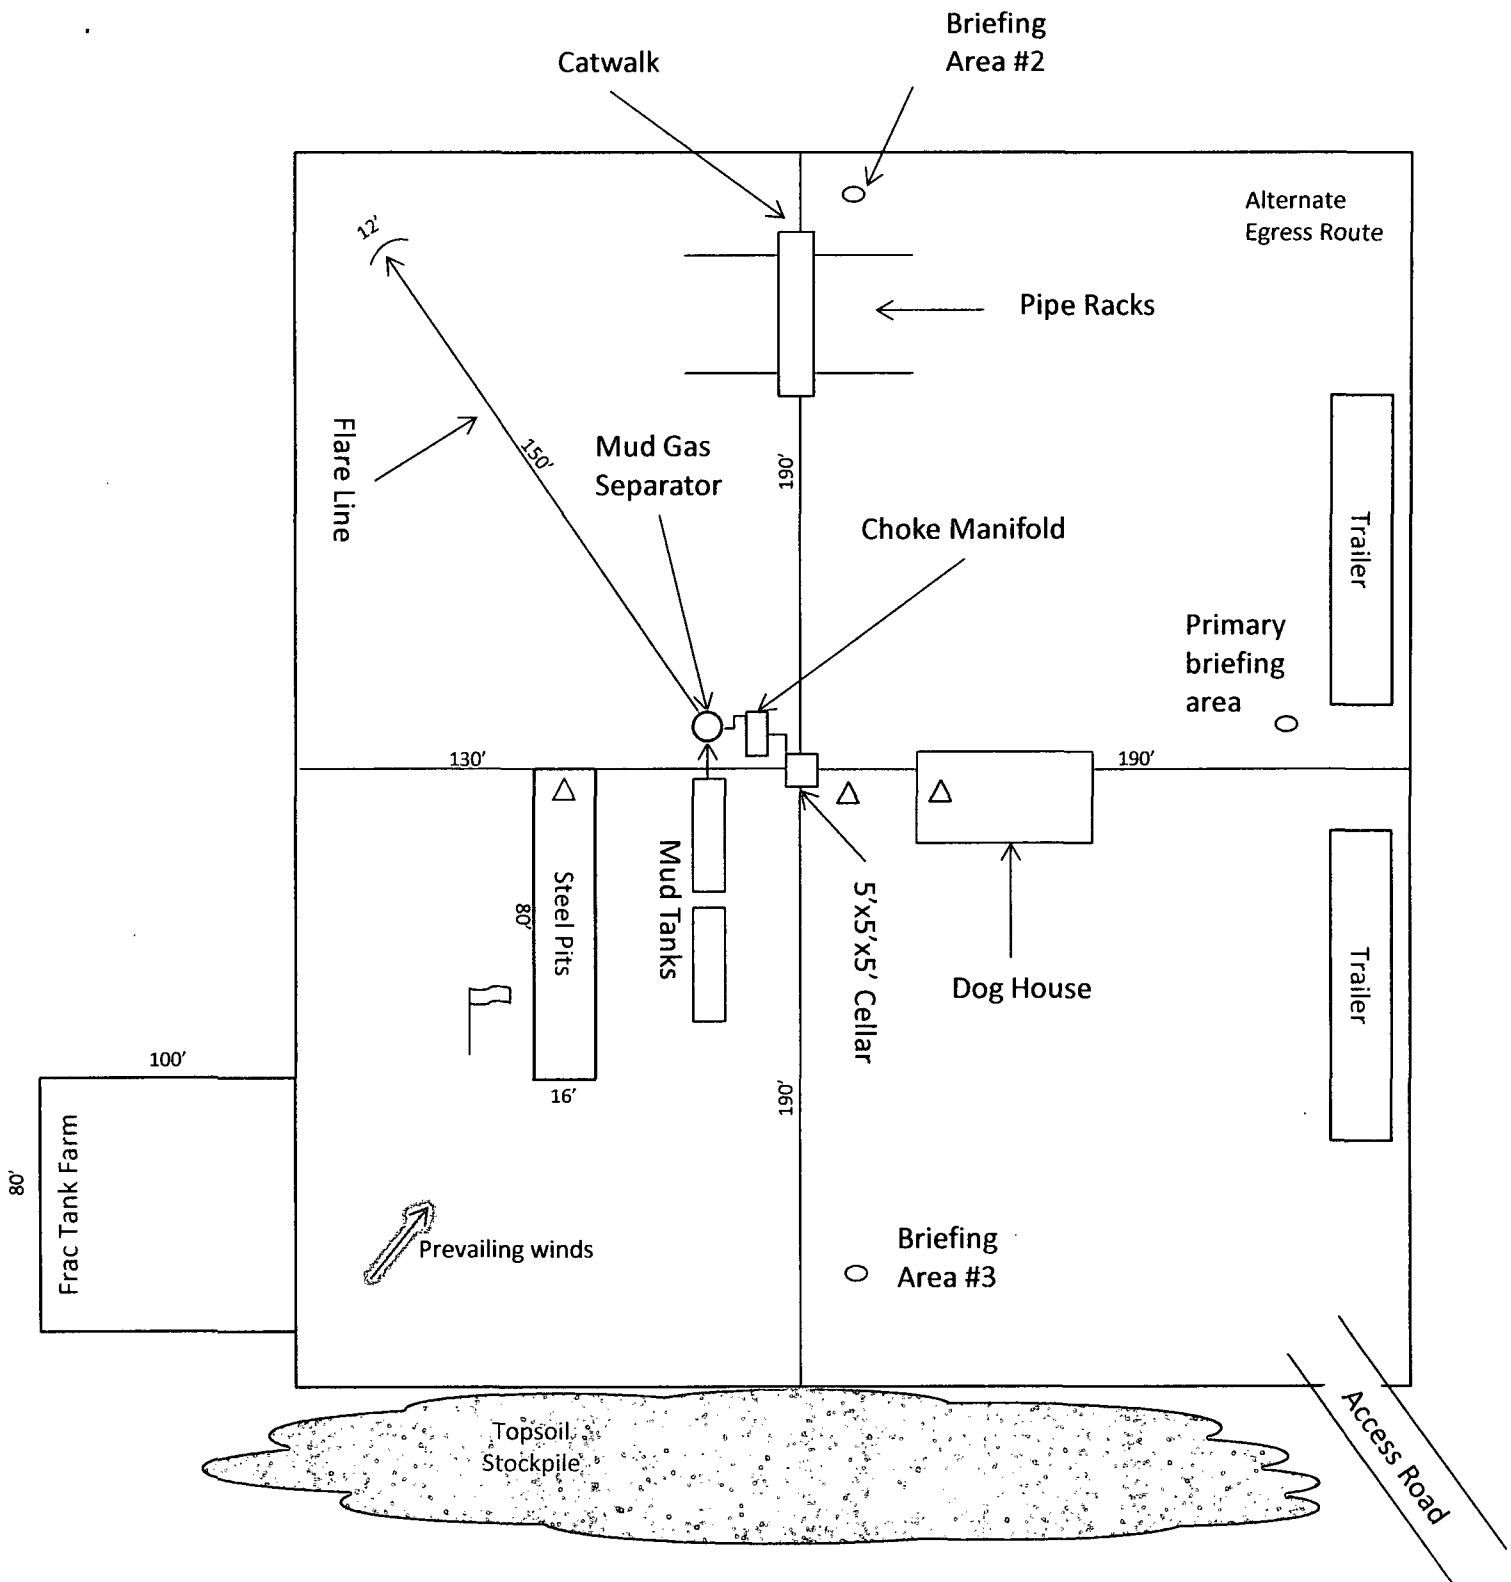 Briefing
Area #2
Catwalk
Alternate
Egress Route
12'
Pipe Racks
Flare Line
150'
Mud Gas
Separator
190'
Choke Manifold
Trailer
Primary
briefing
area
130'
190'
Mud Tanks
Steel Pits
80'
5'x5'x5' Cellar
Dog House
Trailer
100'
16'
190'
Frac Tank Farm
80'
Prevailing winds
Briefing
Area #3
Access Road
Topsoil
Stockpile